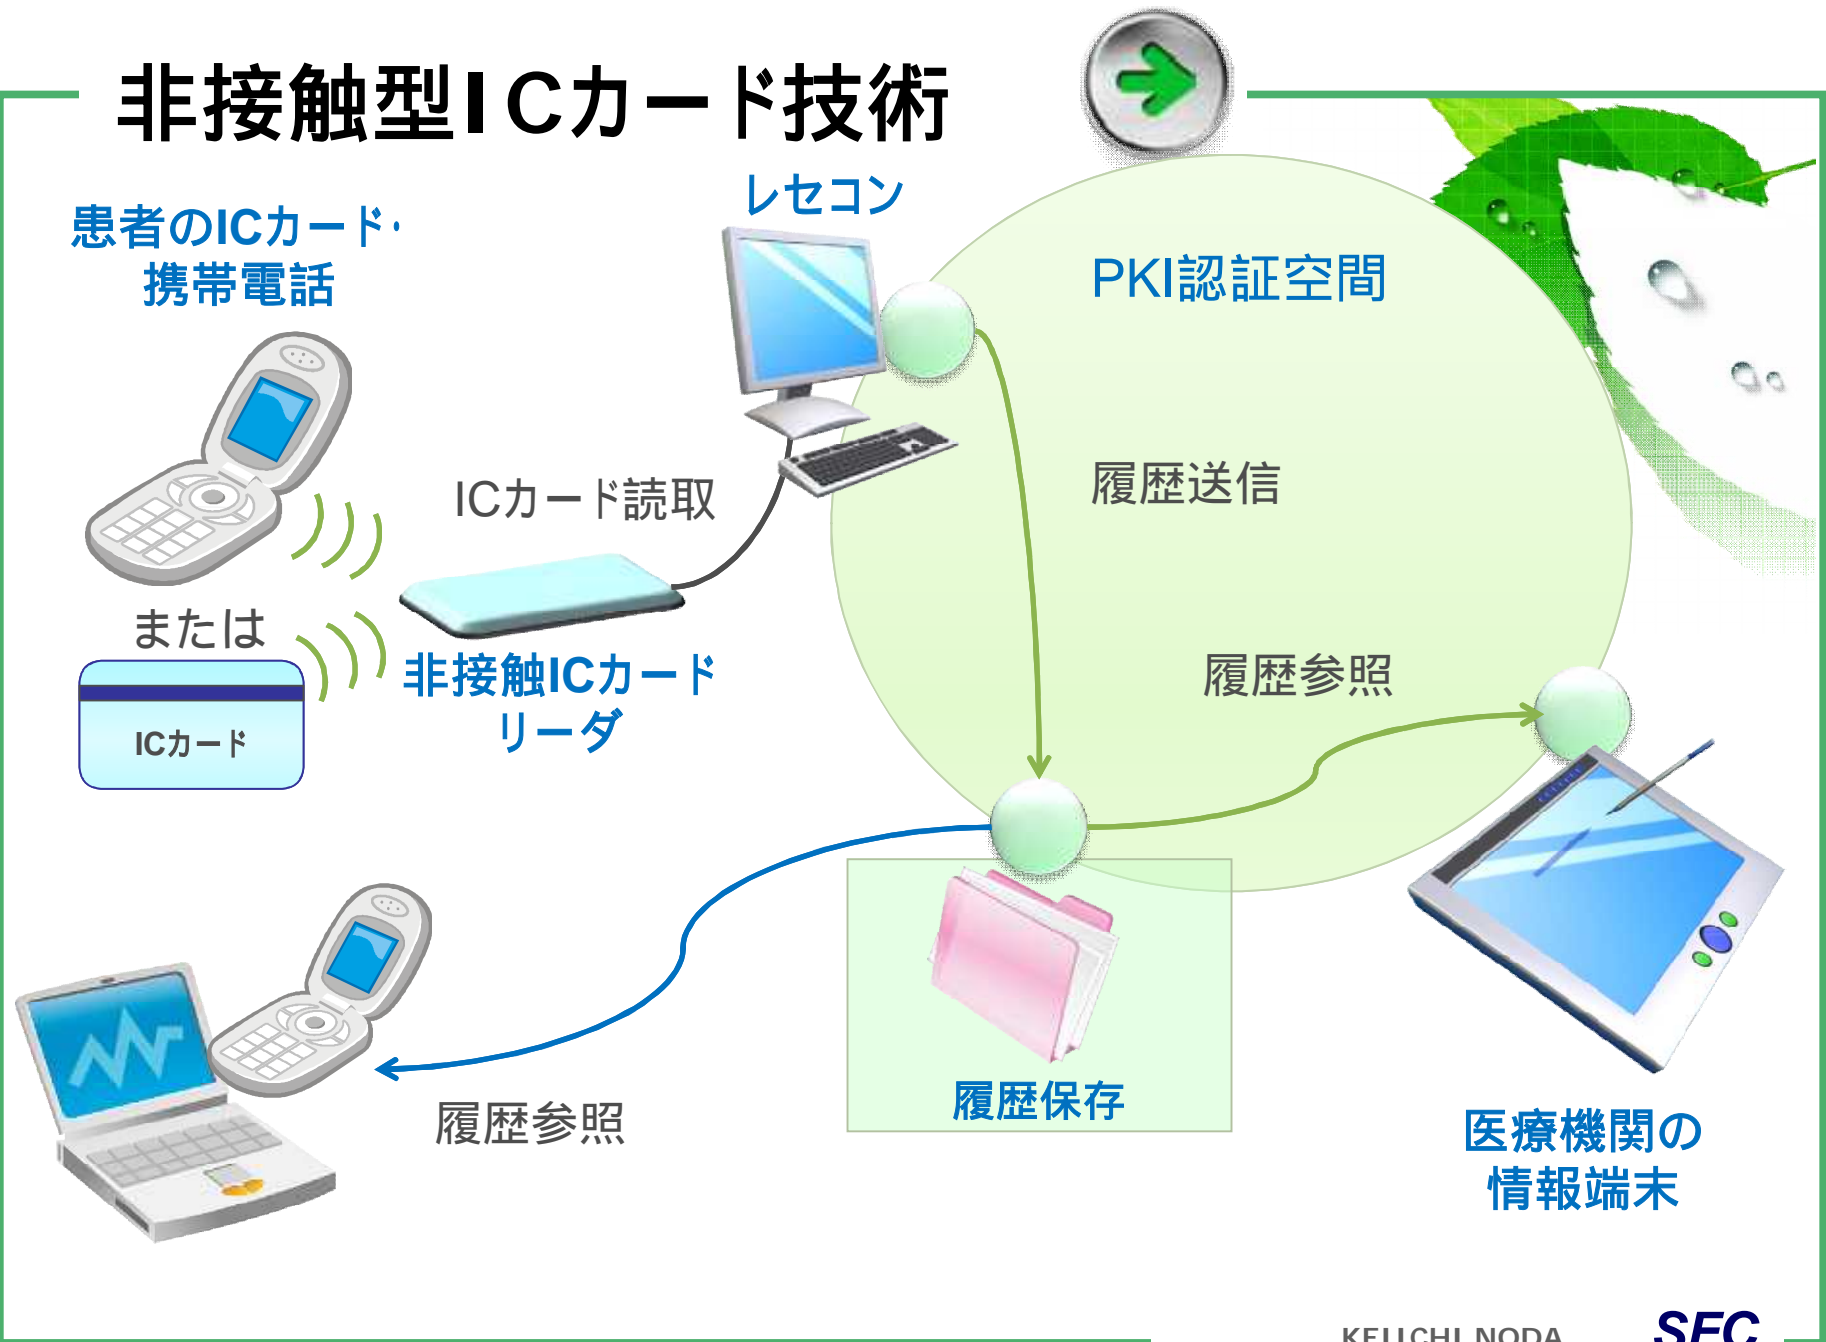 非接触型ICカード技術
レセコン
患者のICカード・
携帯電話
PKI認証空間
ICカード読取
履歴送信
または
非接触ICカード
リーダ
履歴参照
ICカード
履歴参照
履歴保存
医療機関の
情報端末
KEIICHI NODA
SFC